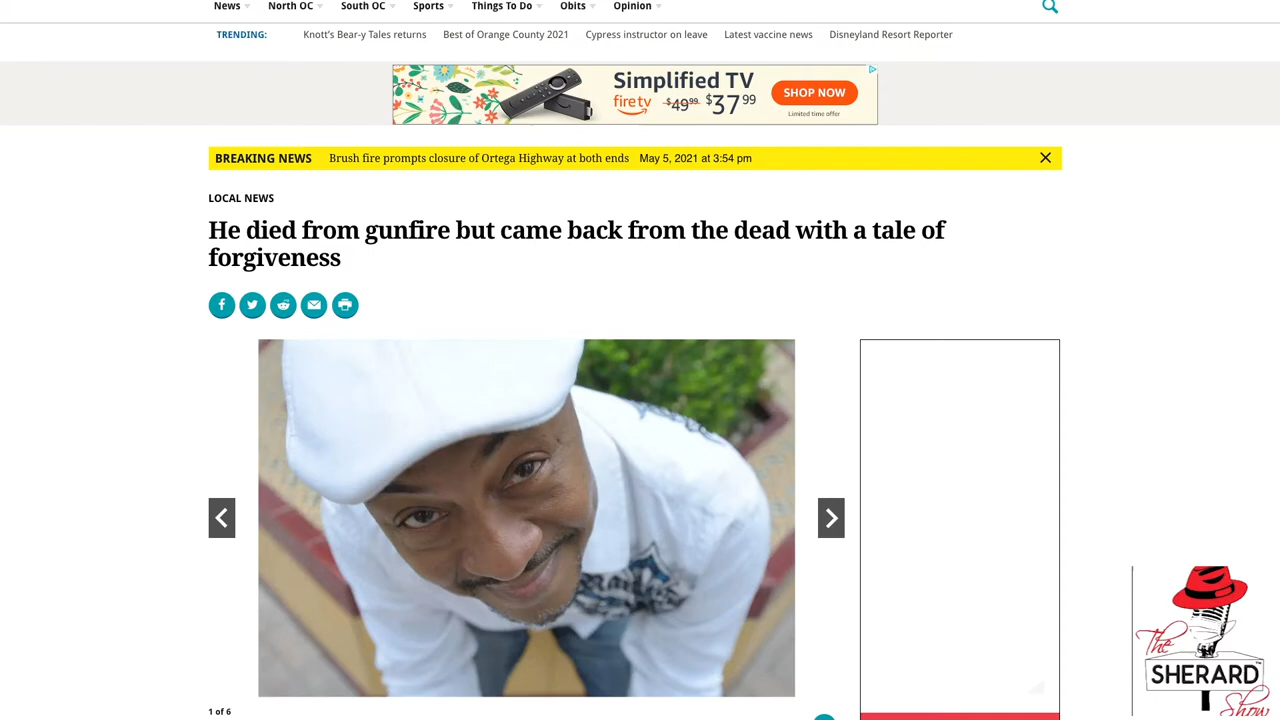 News North OC South OC Sports Things To Do Obits Opinion
TRENDING: Knott's Bear-y Tales returns Best of Orange County 2021 Cypress instructor on leave Latest vaccine news Disneyland Resort Reporter
Simplified TV
fire tv $49.99 $37.99
SHOP NOW
Limited time offer
BREAKING NEWS Brush fire prompts closure of Ortega Highway at both ends May 5, 2021 at 3:54 pm
LOCAL NEWS
He died from gunfire but came back from the dead with a tale of
forgiveness
1 of 6
The
SHERARD™
Show